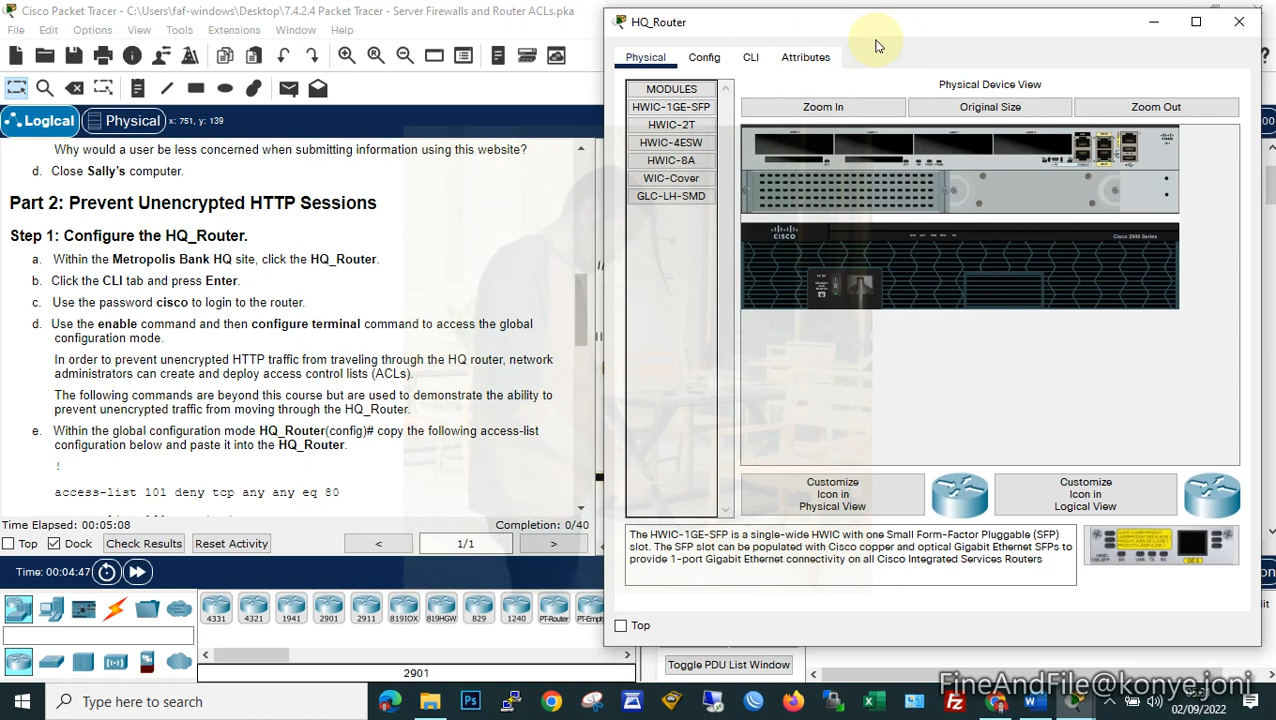 Cisco Packet Tracer - C:\Users\faf-windows\Desktop\7.4.2.4 Packet Tracer - Server Firewalls and Router ACLs.pka
File Edit Options View Tools Extensions Window Help
Logical Physical x: 751, y: 139
Why would a user be less concerned when submitting information using this website?
d. Close Sally's computer.
Part 2: Prevent Unencrypted HTTP Sessions
Step 1: Configure the HQ_Router.
a. Within the Metropolis Bank HQ site, click the HQ_Router.
b. Click the CLI tab and press Enter.
c. Use the password cisco to login to the router.
d. Use the enable command and then configure terminal command to access the global
configuration mode.
In order to prevent unencrypted HTTP traffic from traveling through the HQ router, network
administrators can create and deploy access control lists (ACLs).
The following commands are beyond this course but are used to demonstrate the ability to
prevent unencrypted traffic from moving through the HQ_Router.
e. Within the global configuration mode HQ_Router(config)# copy the following access-list
configuration below and paste it into the HQ_Router.
!
access-list 101 deny tcp any any eq 80
Time Elapsed: 00:05:08 Completion: 0/40
Top Dock Check Results Reset Activity < 1/1 >
Time: 00:04:47
4331 4321 1941 2901 2911 819IOX 819HGW 829 1240 PT-Router PT-Empty
2901
HQ_Router
Physical Config CLI Attributes
MODULES
HWIC-1GE-SFP
HWIC-2T
HWIC-4ESW
HWIC-8A
WIC-Cover
GLC-LH-SMD
Physical Device View
Zoom In Original Size Zoom Out
CISCO Cisco 2900 Series
Customize
Icon in
Physical View
Customize
Icon in
Logical View
The HWIC-1GE-SFP is a single-wide HWIC with one Small Form-Factor Pluggable (SFP)
slot. The SFP slot can be populated with Cisco copper and optical Gigabit Ethernet SFPs to
provide 1-port Gigabit Ethernet connectivity on all Cisco Integrated Services Routers
Top
Toggle PDU List Window
FineAndFile@konye.joni
Type here to search
02/09/2022